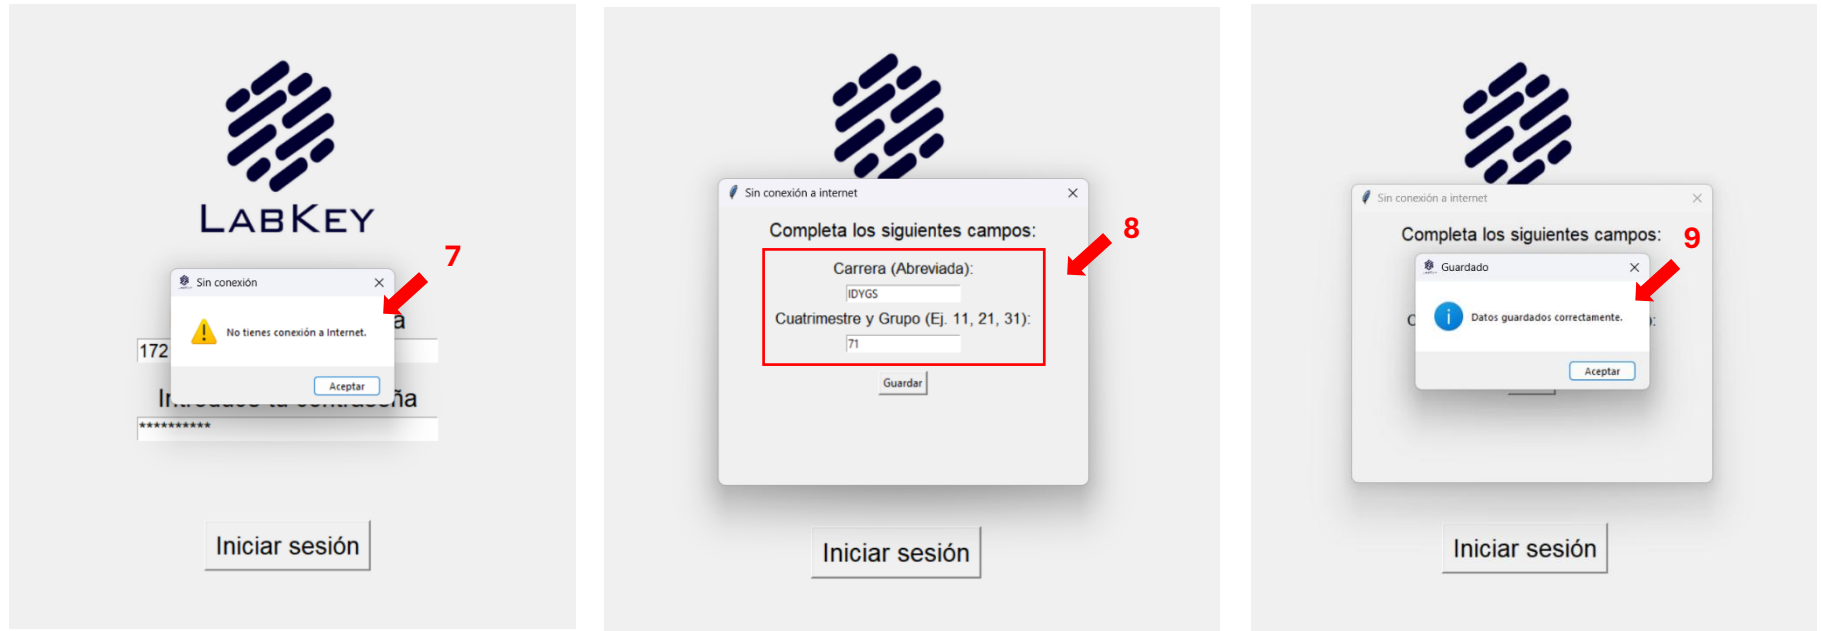 LABKEY
7
Sin conexión
No tienes conexión a Internet.
a
172
Aceptar
ña
**********
Iniciar sesión
Sin conexión a internet
8
Completa los siguientes campos:
Carrera (Abreviada):
IDYGS
Cuatrimestre y Grupo (Ej. 11, 21, 31):
71
Guardar
Iniciar sesión
Sin conexión a internet
Completa los siguientes campos:
9
Guardado
Datos guardados correctamente.
C
):
Aceptar
Iniciar sesión